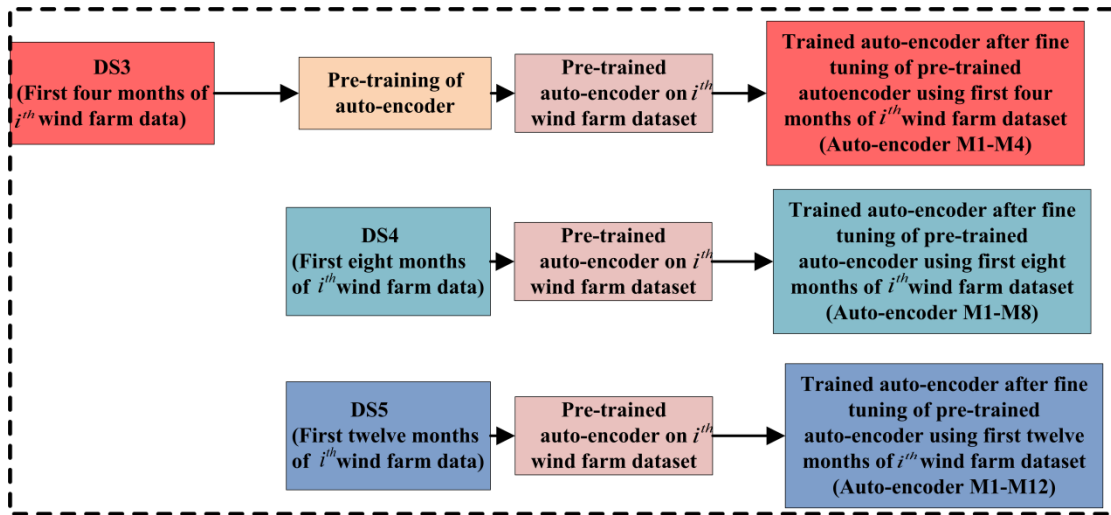 DS3
(First four months of
i^th wind farm data)
Pre-training of
auto-encoder
Pre-trained
auto-encoder on i^th
wind farm dataset
Trained auto-encoder after fine
tuning of pre-trained
autoencoder using first four
months of i^th wind farm dataset
(Auto-encoder M1-M4)
DS4
(First eight months
of i^th wind farm data)
Pre-trained
auto-encoder on i^th
wind farm dataset
Trained auto-encoder after fine
tuning of pre-trained
auto-encoder using first eight
months of i^th wind farm dataset
(Auto-encoder M1-M8)
DS5
(First twelve months
of i^th wind farm data)
Pre-trained
auto-encoder on i^th
wind farm dataset
Trained auto-encoder after fine
tuning of pre-trained
auto-encoder using first twelve
months of i^th wind farm dataset
(Auto-encoder M1-M12)